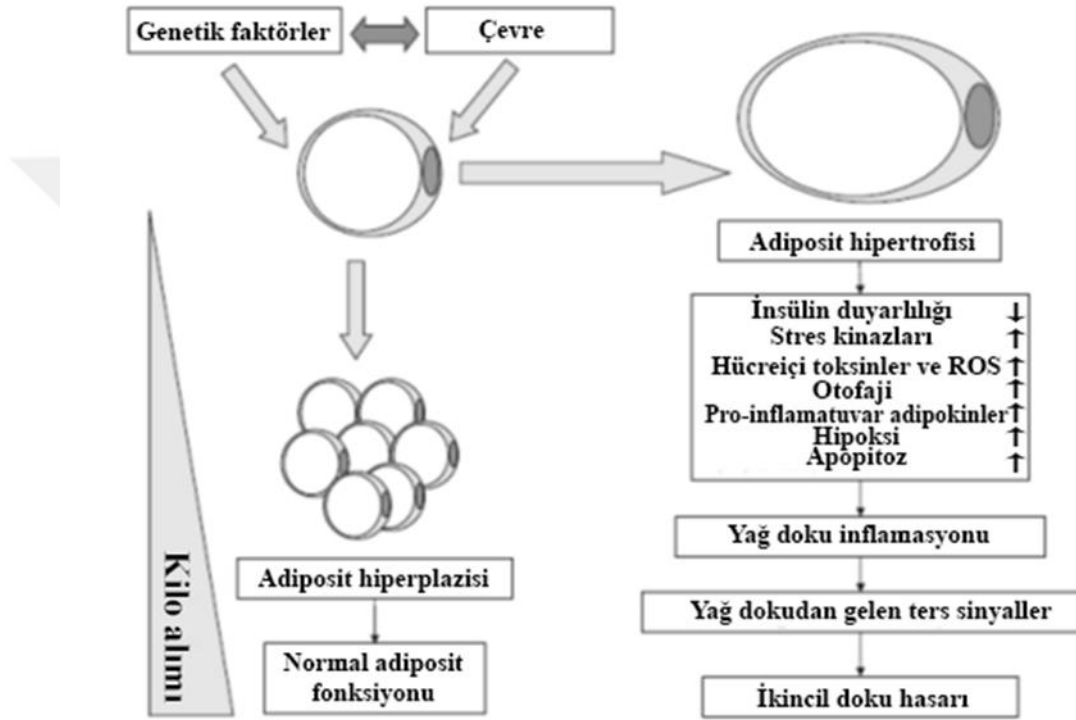 Genetik faktörler
Çevre
Adiposit hipertrofisi
İnsülin duyarlılığı ↓
Stres kinazları ↑
Hücreiçi toksinler ve ROS ↑
Otofaji ↑
Pro-inflamatuvar adipokinler ↑
Hipoksi ↑
Apopitoz ↑
Yağ doku inflamasyonu
Yağ dokudan gelen ters sinyaller
İkincil doku hasarı
Adiposit hiperplazisi
Normal adiposit
fonksiyonu
Kilo alımı